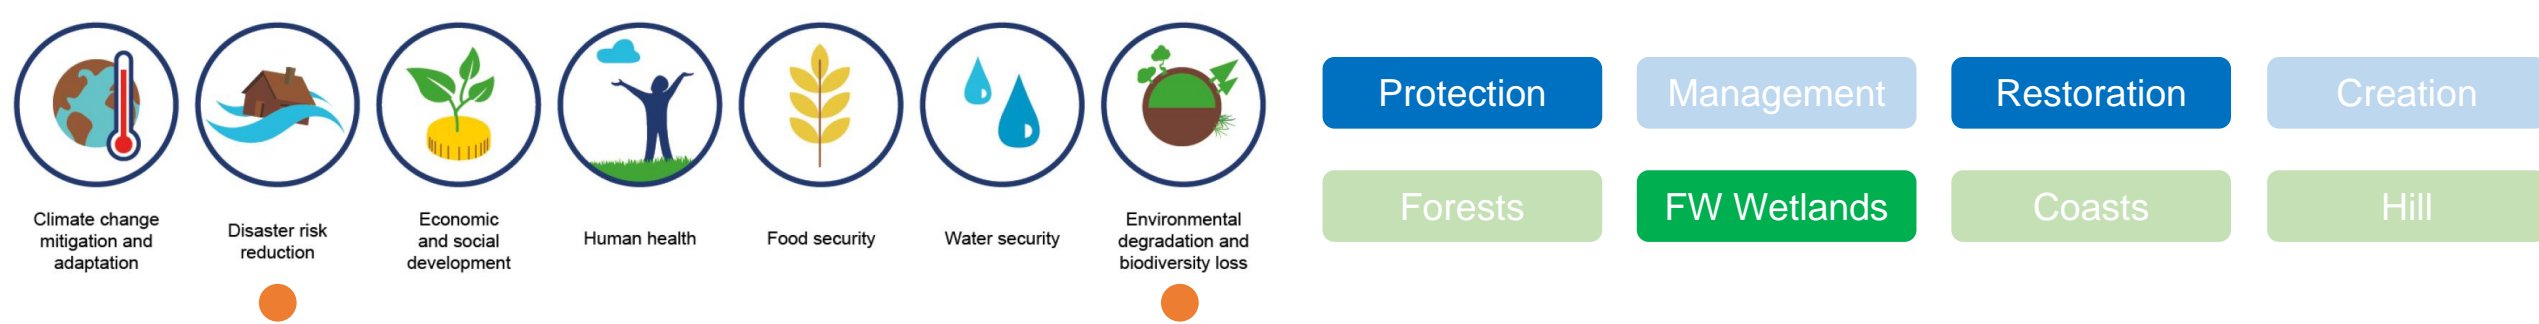 Climate change
mitigation and
adaptation
Disaster risk
reduction
Economic
and social
development
Human health
Food security
Water security
Environmental
degradation and
biodiversity loss
Protection
Management
Restoration
Creation
Forests
FW Wetlands
Coasts
Hill